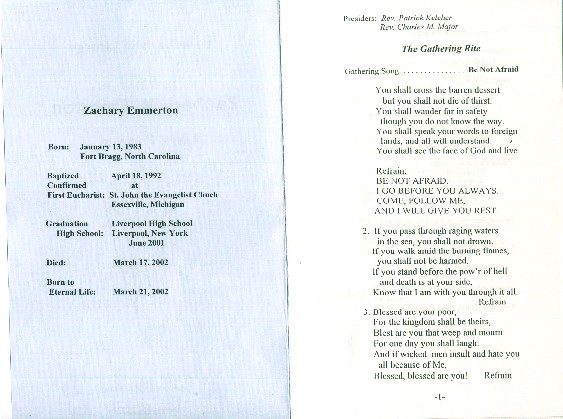 Zachary Emmerton
Born: January 13, 1983
Fort Bragg, North Carolina
Baptized April 18, 1992
Confirmed at
First Eucharist: St. John the Evangelist Chuch
Essexville, Michigan
Graduation Liverpool High School
High School: Liverpool, New York
June 2001
Died: March 17, 2002
Born to
Eternal Life: March 21, 2002
Presiders: Rev. Patrick Kelcher
Rev. Charles M. Major
The Gathering Rite
Gathering Song ............... Be Not Afraid
You shall cross the barren dessert
but you shall not die of thirst.
You shall wander far in safety
though you do not know the way.
You shall speak your words to foreign
lands, and all will understand.
You shall see the face of God and live.
Refrain:
BE NOT AFRAID.
I GO BEFORE YOU ALWAYS.
COME, FOLLOW ME,
AND I WILL GIVE YOU REST.
2. If you pass through raging waters
in the sea, you shall not drown.
If you walk amid the burning flames,
you shall not be harmed.
If you stand before the pow'r of hell
and death is at your side,
Know that I am with you through it all.
Refrain
3. Blessed are your poor,
For the kingdom shall be theirs,
Blest are you that weep and mourn
For one day you shall laugh.
And if wicked men insult and hate you
all because of Me,
Blessed, blessed are you! Refrain
-1-